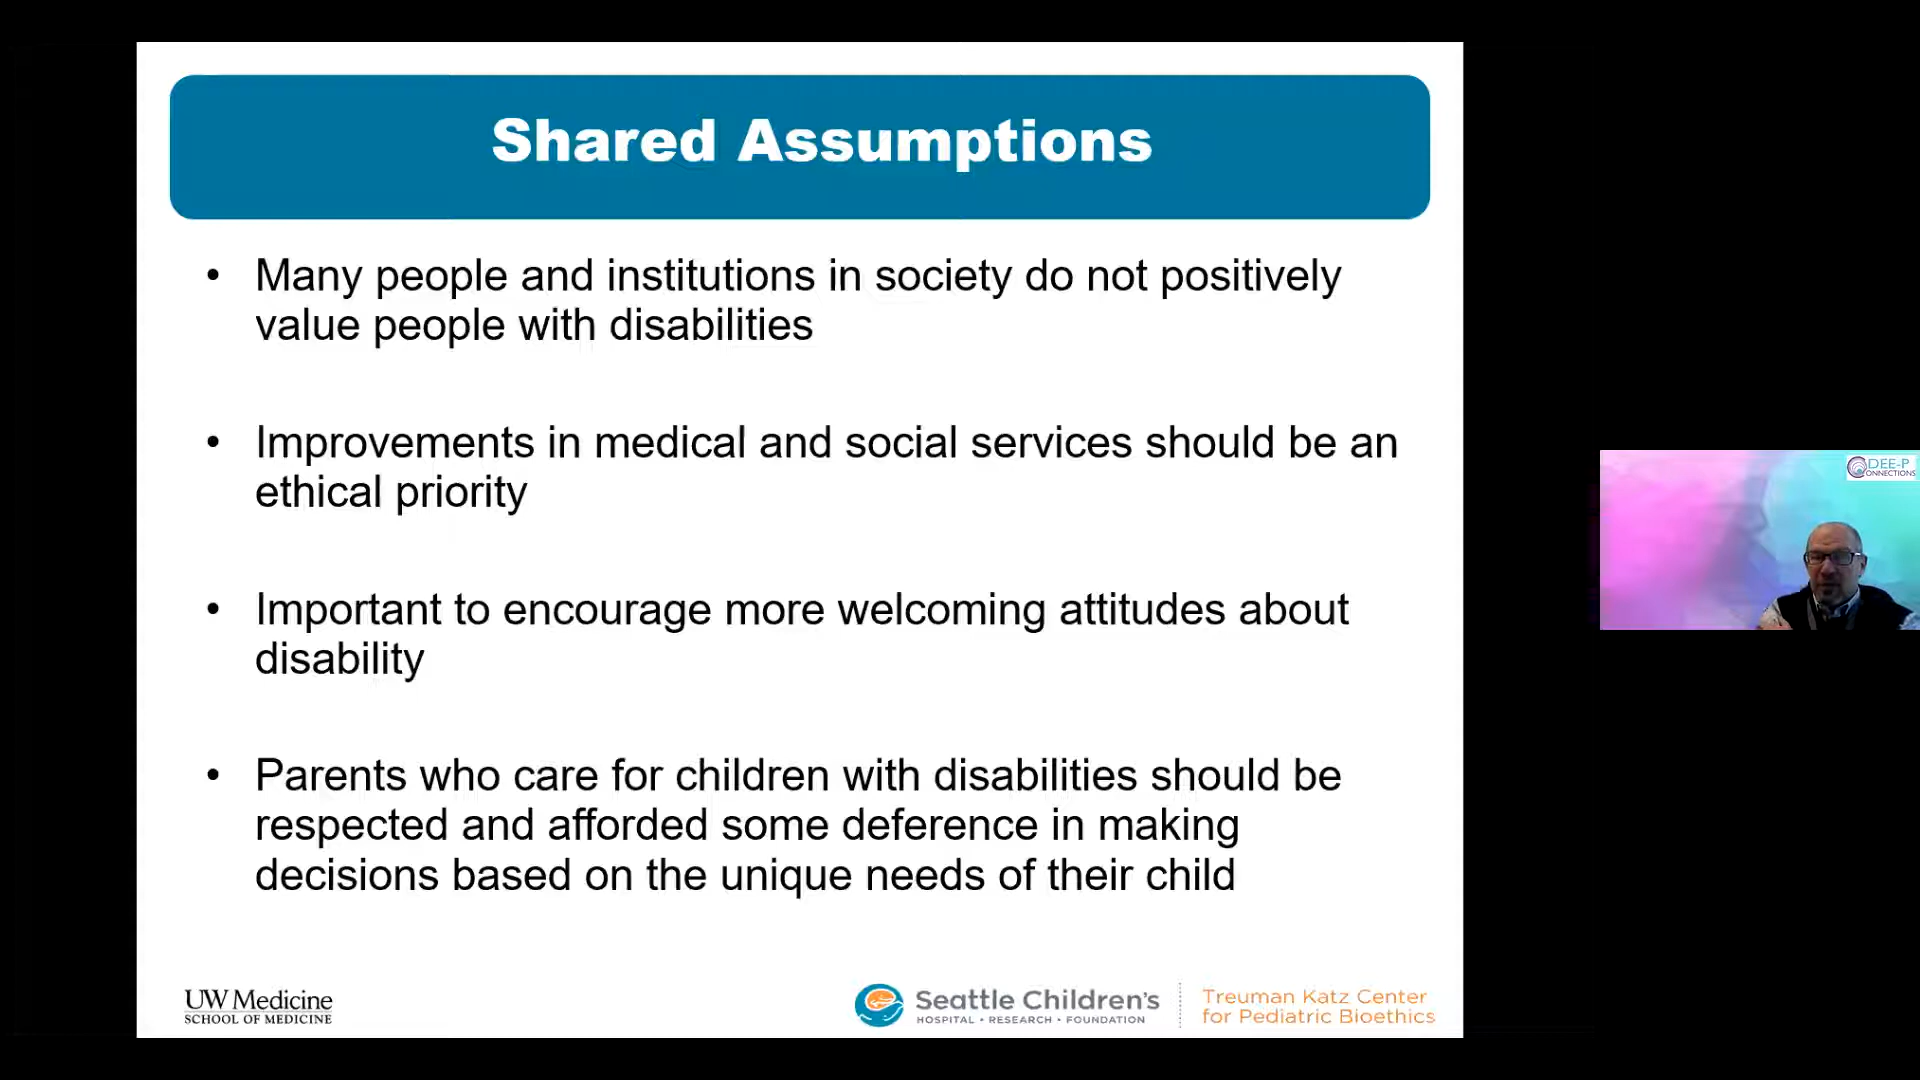 Shared Assumptions
• Many people and institutions in society do not positively
value people with disabilities
• Improvements in medical and social services should be an
ethical priority
• Important to encourage more welcoming attitudes about
disability
• Parents who care for children with disabilities should be
respected and afforded some deference in making
decisions based on the unique needs of their child
UW Medicine
SCHOOL OF MEDICINE
Seattle Children's
HOSPITAL • RESEARCH • FOUNDATION
Treuman Katz Center
for Pediatric Bioethics
DEE-P
CONNECTIONS